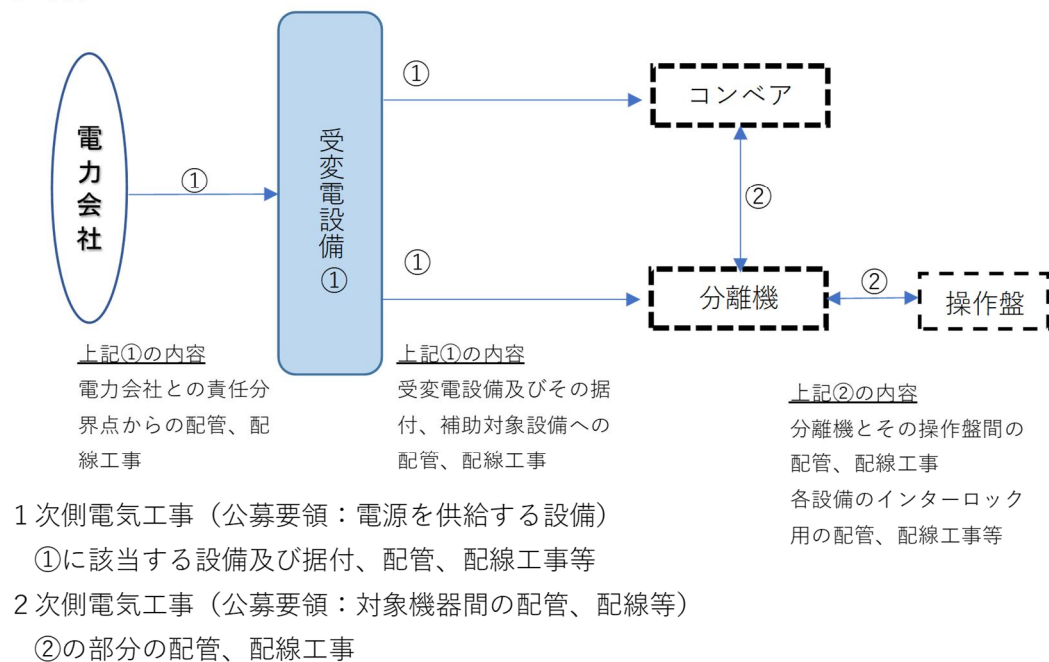 電力会社
①
受変電設備①
①
①
コンベア
②
分離機
②
操作盤
上記①の内容
電力会社との責任分
界点からの配管、配
線工事
上記①の内容
受変電設備及びその据
付、補助対象設備への
配管、配線工事
上記②の内容
分離機とその操作盤間の
配管、配線工事
各設備のインターロック
用の配管、配線工事等
1次側電気工事（公募要領：電源を供給する設備）
①に該当する設備及び据付、配管、配線工事等
2次側電気工事（公募要領：対象機器間の配管、配線等）
②の部分の配管、配線工事